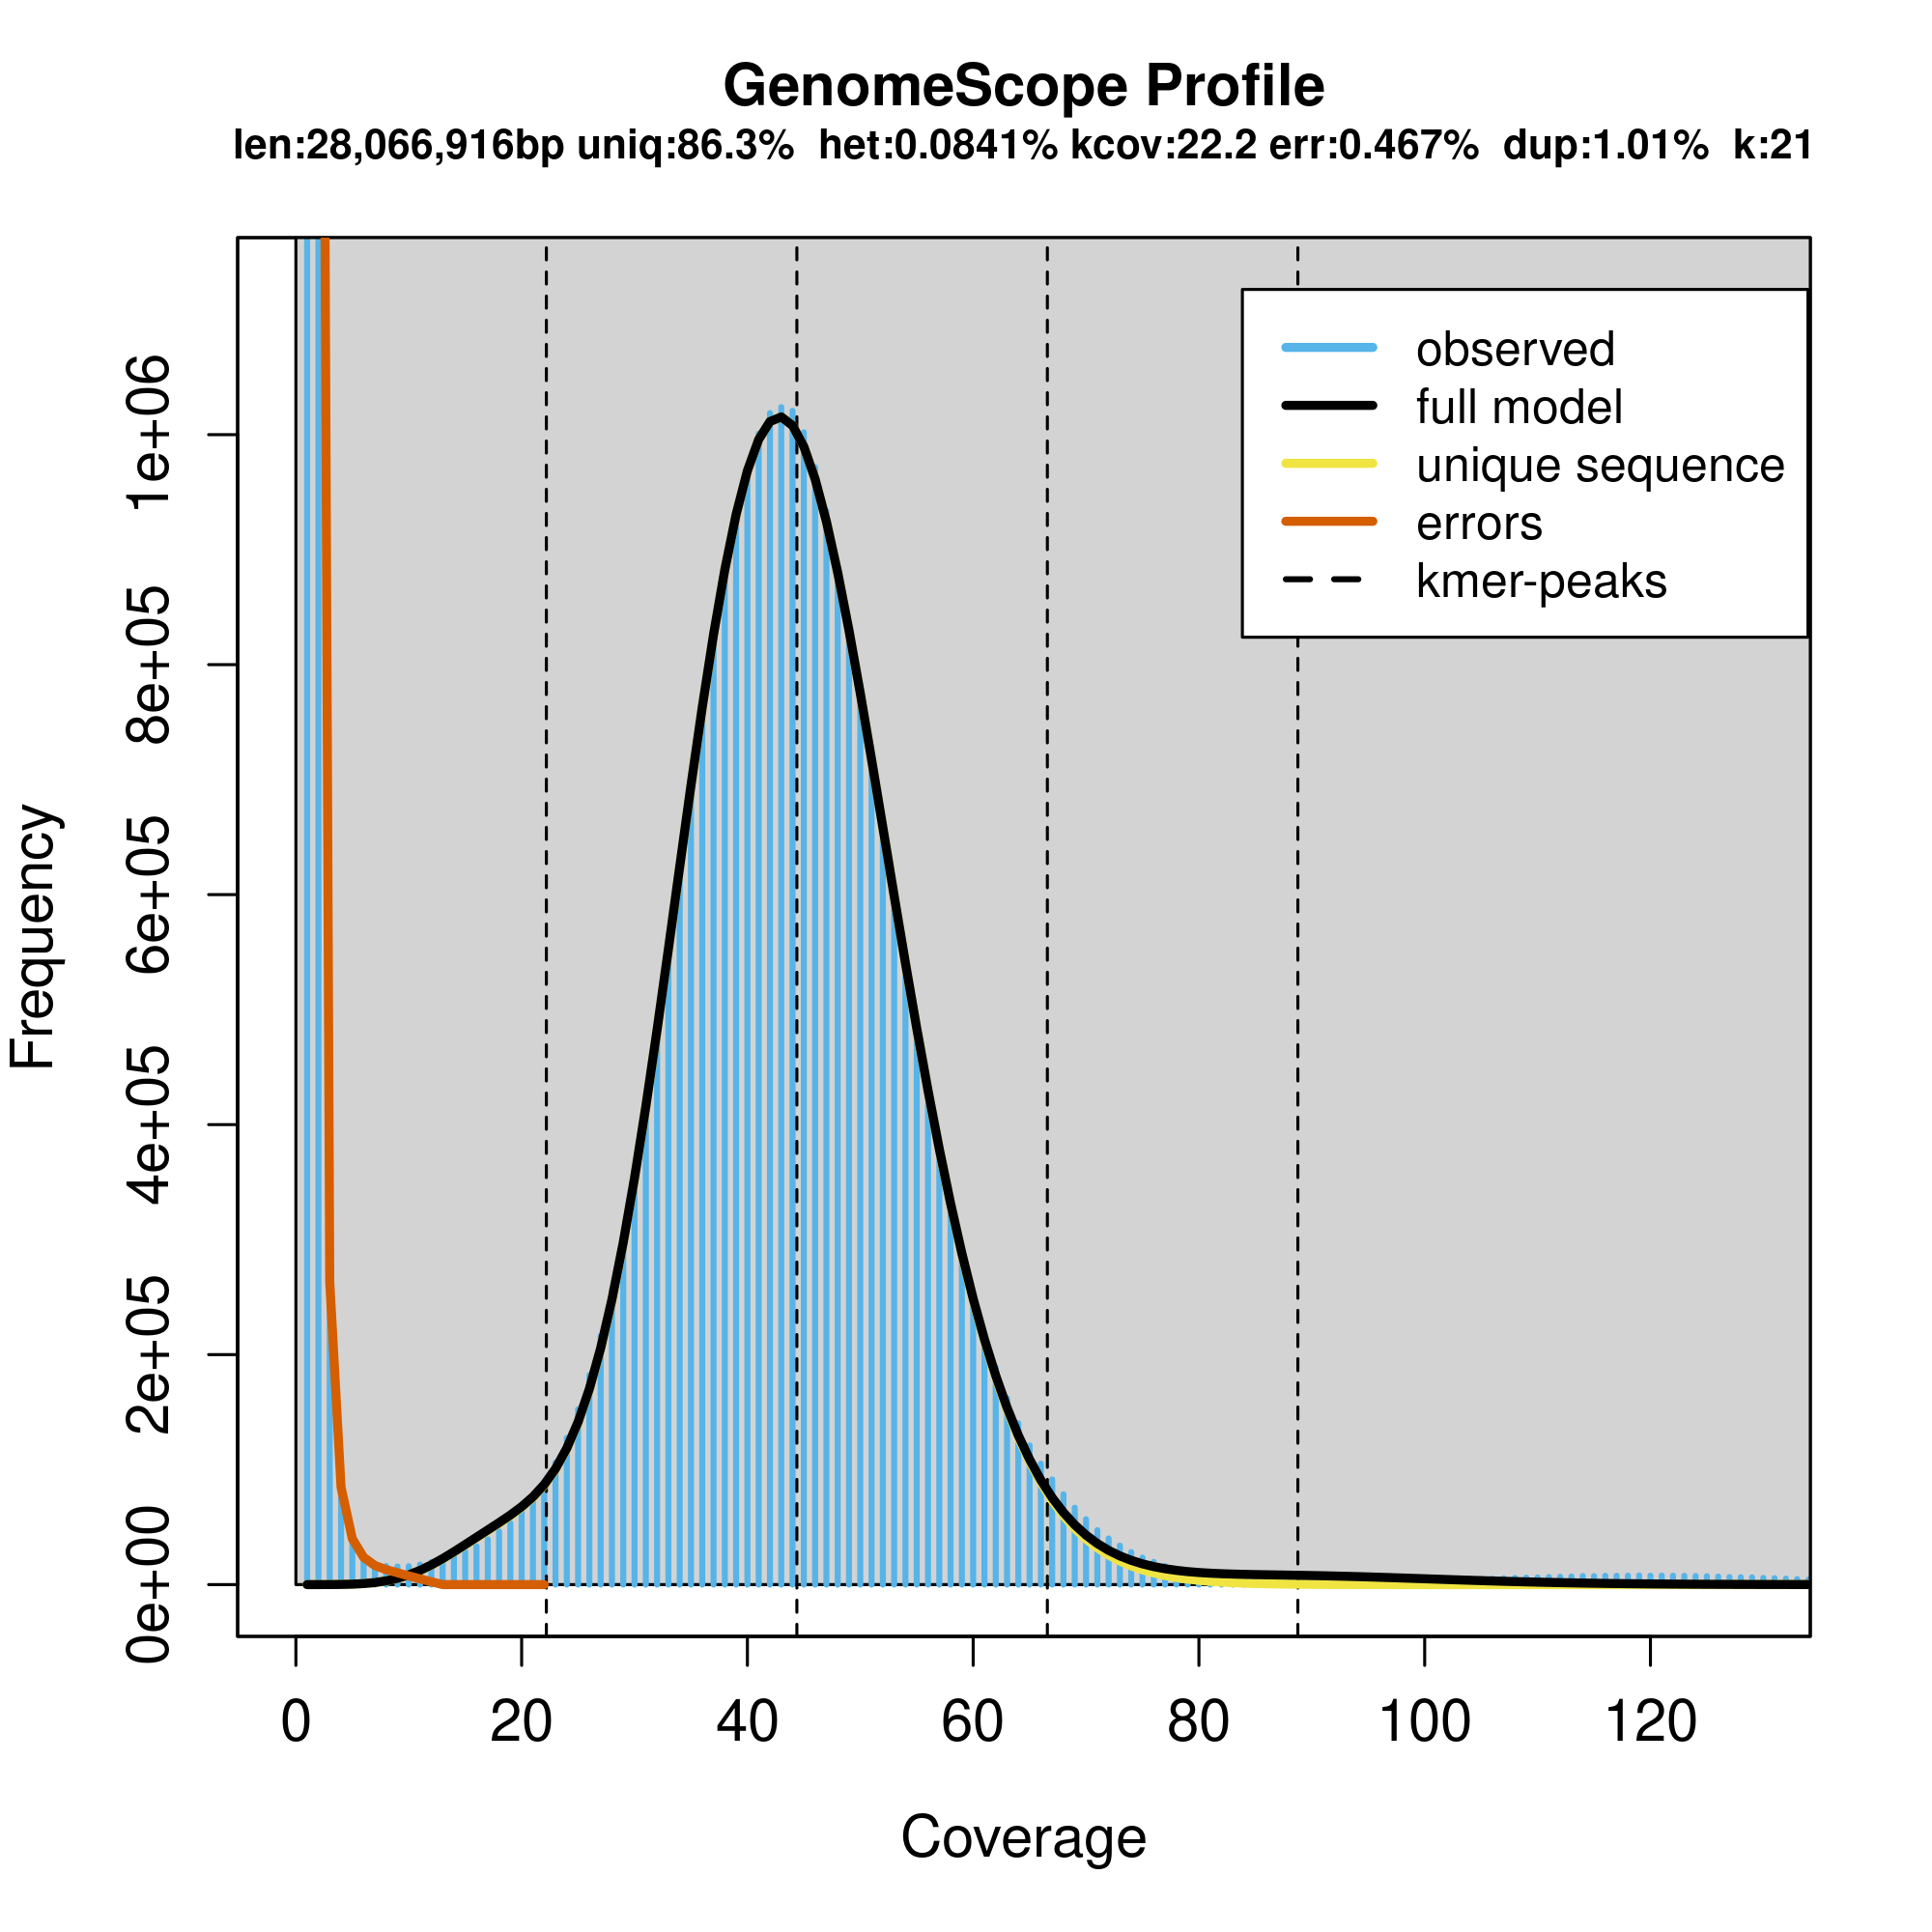 GenomeScope Profile
len:28,066,916bp uniq:86.3% het:0.0841% kcov:22.2 err:0.467% dup:1.01% k:21
observed
full model
unique sequence
errors
kmer-peaks
Frequency
1e+06
8e+05
6e+05
4e+05
2e+05
0e+00
0 20 40 60 80 100 120
Coverage